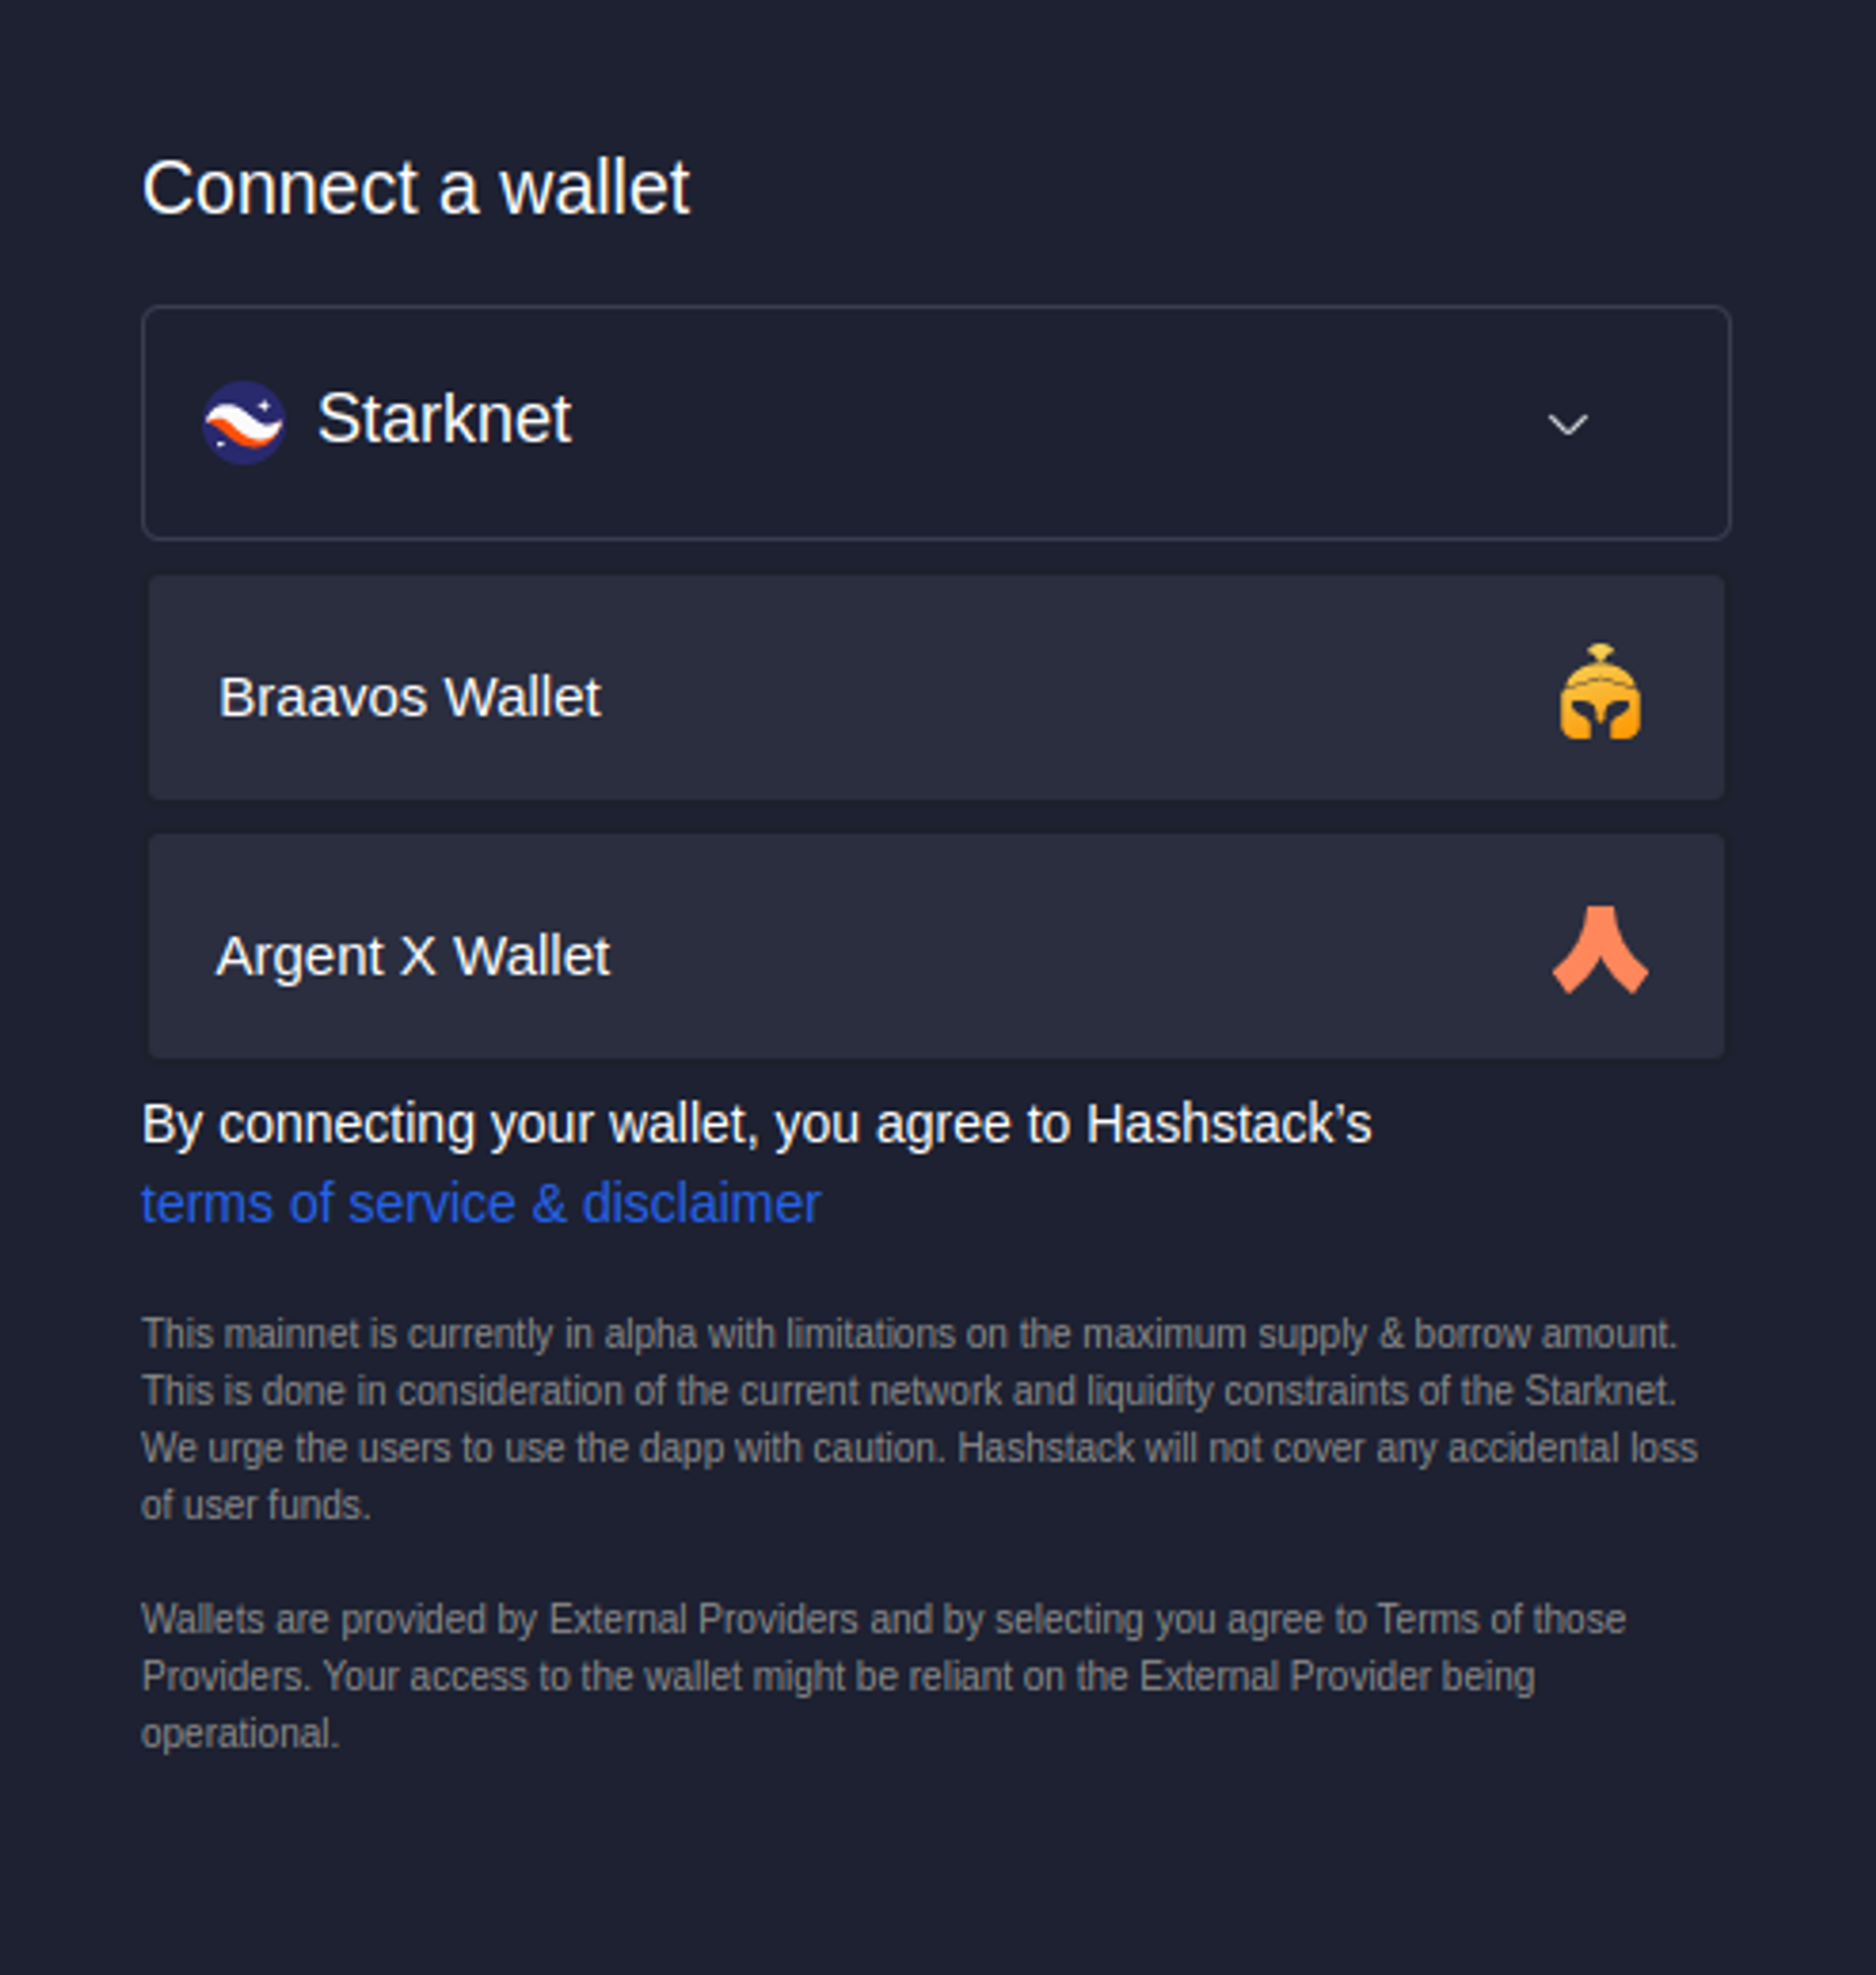 Connect a wallet
Starknet
Braavos Wallet
Argent X Wallet
By connecting your wallet, you agree to Hashstack’s
terms of service & disclaimer
This mainnet is currently in alpha with limitations on the maximum supply & borrow amount.
This is done in consideration of the current network and liquidity constraints of the Starknet.
We urge the users to use the dapp with caution. Hashstack will not cover any accidental loss
of user funds.
Wallets are provided by External Providers and by selecting you agree to Terms of those
Providers. Your access to the wallet might be reliant on the External Provider being
operational.